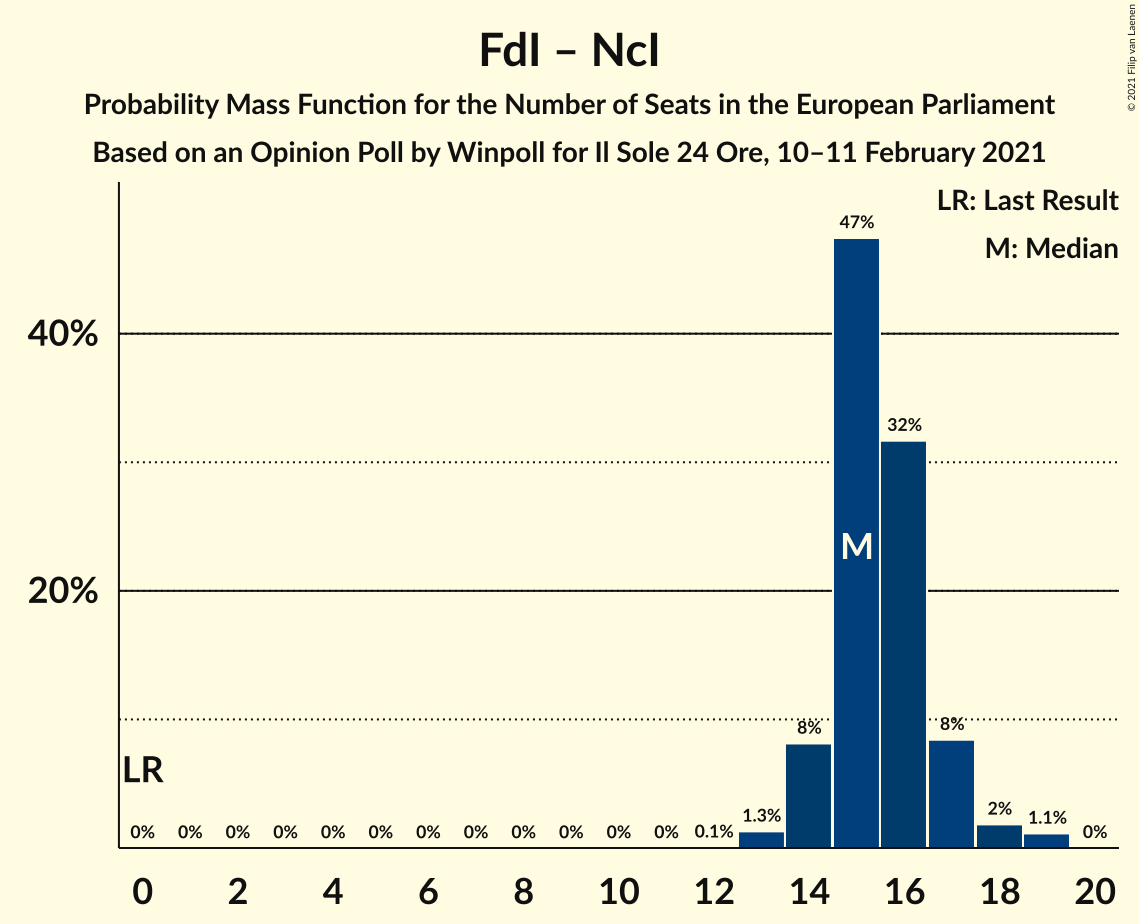 FdI – NcI
Probability Mass Function for the Number of Seats in the European Parliament
Based on an Opinion Poll by Winpoll for Il Sole 24 Ore, 10–11 February 2021
© 2021 Filip van Laenen
LR: Last Result
M: Median
47%
40%
32%
M
20%
8%
8%
LR
0% 0% 0% 0% 0% 0% 0% 0% 0% 0% 0% 0% 0.1% 1.3% 2% 1.1% 0%
0 2 4 6 8 10 12 14 16 18 20